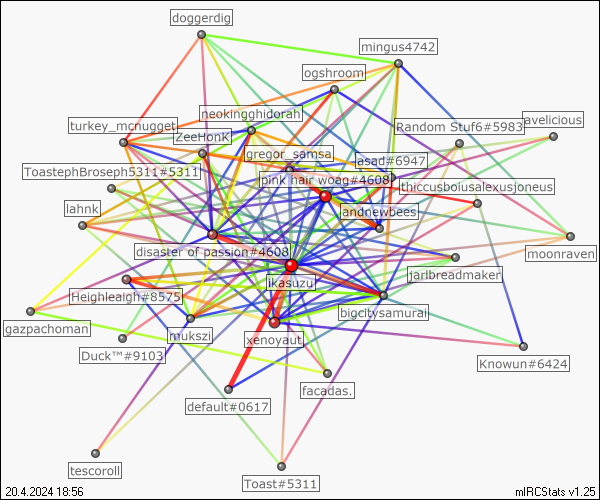 doggerdig
mingus4742
ogshroom
neokingghidorah
turkey_mcnugget
ZeeHonK
Random Stuf6#5983
avelicious
gregor_samsa
asad#6947
ToastephBroseph5311#5311
pink hair woag#4608
thiccusboiusalexusjoneus
lahnk
andnewbees
disaster of passion#4608
moonraven
jarlbreadmaker
ikasuzu
Heighleaigh#8575
bigcitysamurai
gazpachoman
mukszi
xenoyaut
Duck™#9103
Knowun#6424
facadas.
default#0617
tescoroll
Toast#5311
20.4.2024 18:56
mIRCStats v1.25